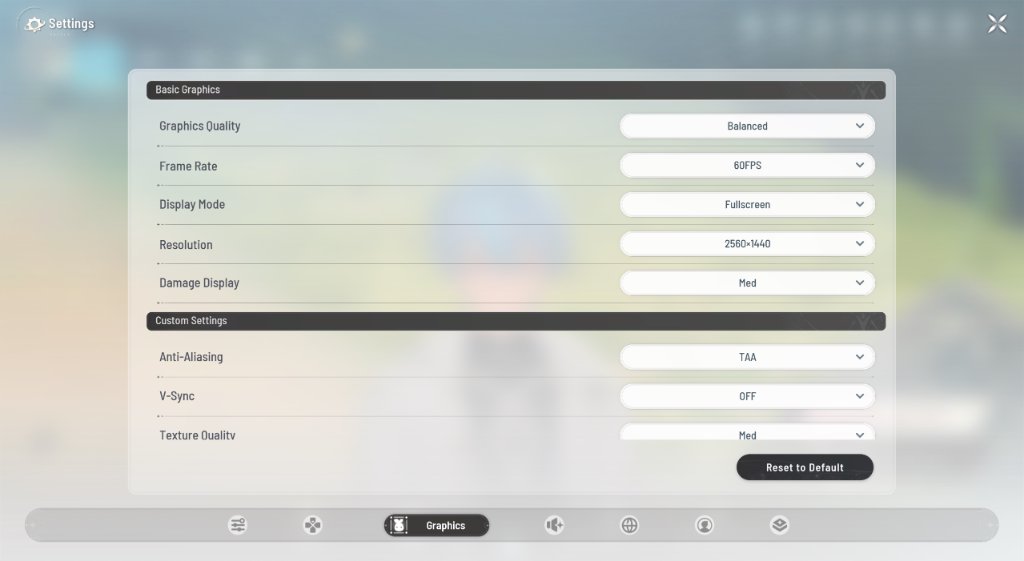 Settings
Basic Graphics
Graphics Quality
Balanced
Frame Rate
60FPS
Display Mode
Fullscreen
Resolution
2560×1440
Damage Display
Med
Custom Settings
Anti-Aliasing
TAA
V-Sync
OFF
Texture Quality
Med
Reset to Default
Graphics